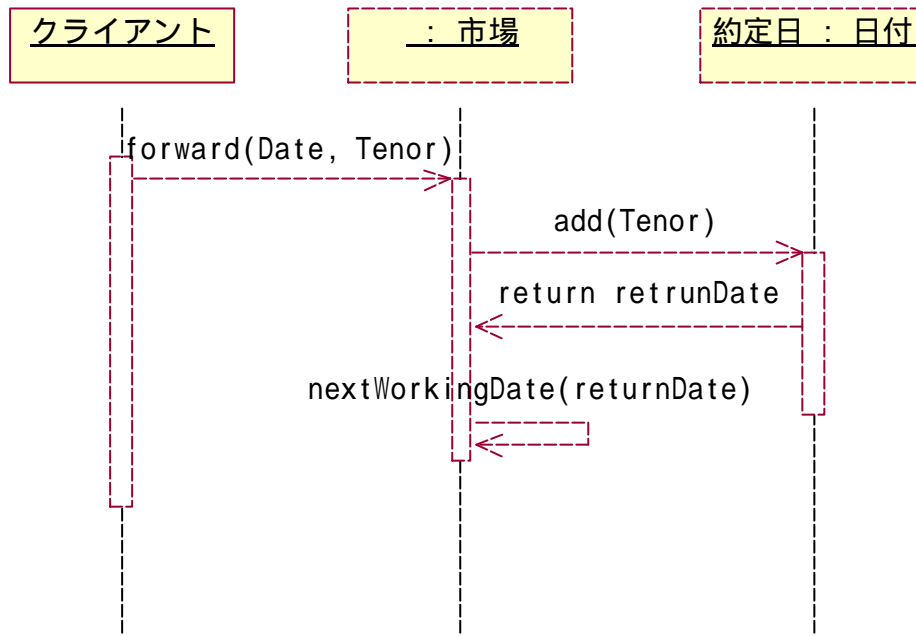 クライアント
: 市場
約定日 : 日付
forward(Date, Tenor)
add(Tenor)
return retrunDate
nextWorkingDate(returnDate)